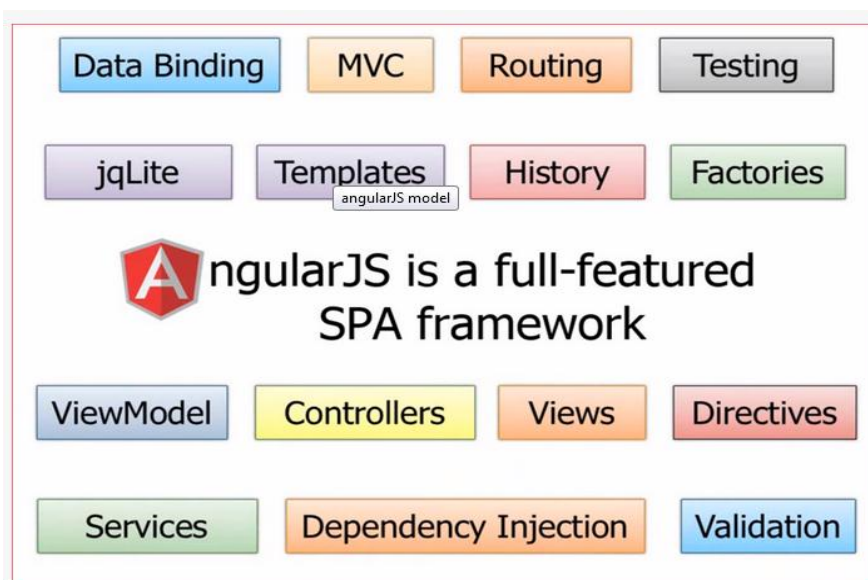 Data Binding MVC Routing Testing
jqLite Templates History Factories
angularJS model
AngularJS is a full-featured
SPA framework
ViewModel Controllers Views Directives
Services Dependency Injection Validation